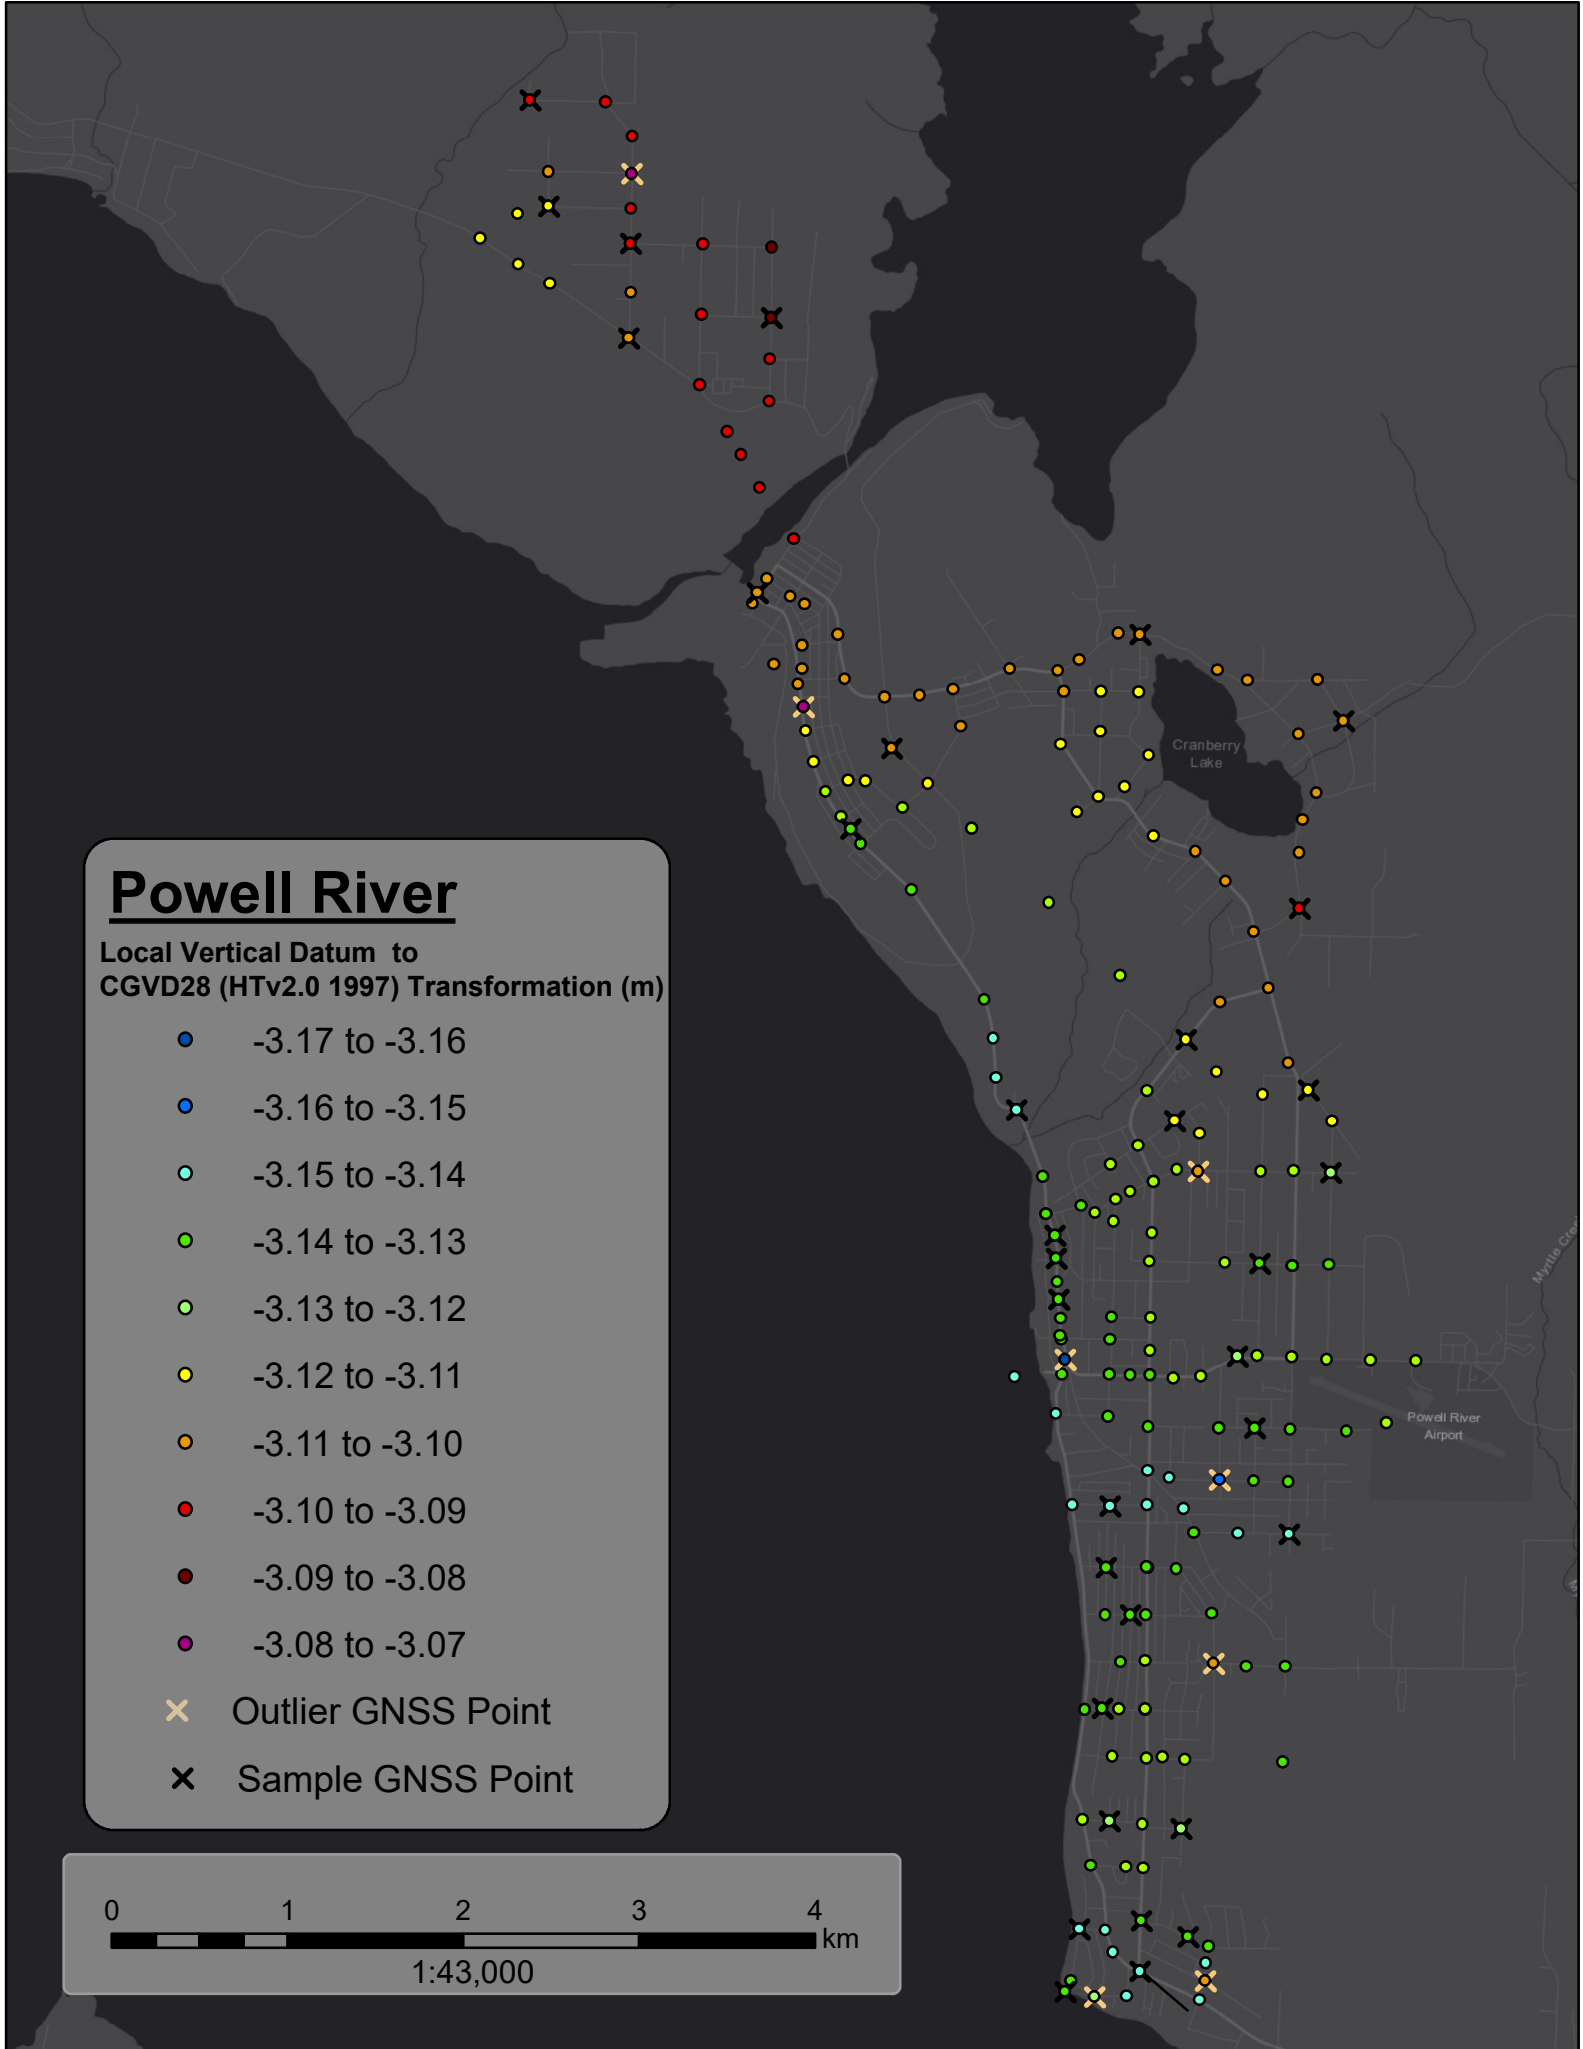 Cranberry
Lake
Powell River
Local Vertical Datum to
CGVD28 (HTv2.0 1997) Transformation (m)
-3.17 to -3.16
-3.16 to -3.15
-3.15 to -3.14
-3.14 to -3.13
-3.13 to -3.12
-3.12 to -3.11
-3.11 to -3.10
-3.10 to -3.09
-3.09 to -3.08
-3.08 to -3.07
Outlier GNSS Point
Sample GNSS Point
Powell River
Airport
0 1 2 3 4
km
1:43,000